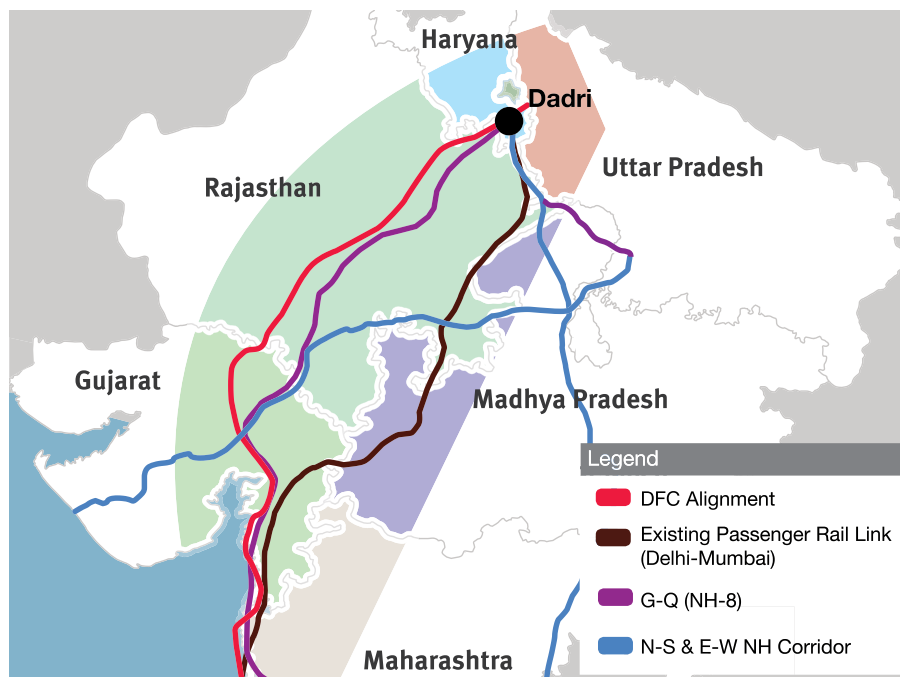 Haryana
Dadri
Uttar Pradesh
Rajasthan
Gujarat
Madhya Pradesh
Legend
DFC Alignment
Existing Passenger Rail Link
(Delhi-Mumbai)
G-Q (NH-8)
N-S & E-W NH Corridor
Maharashtra